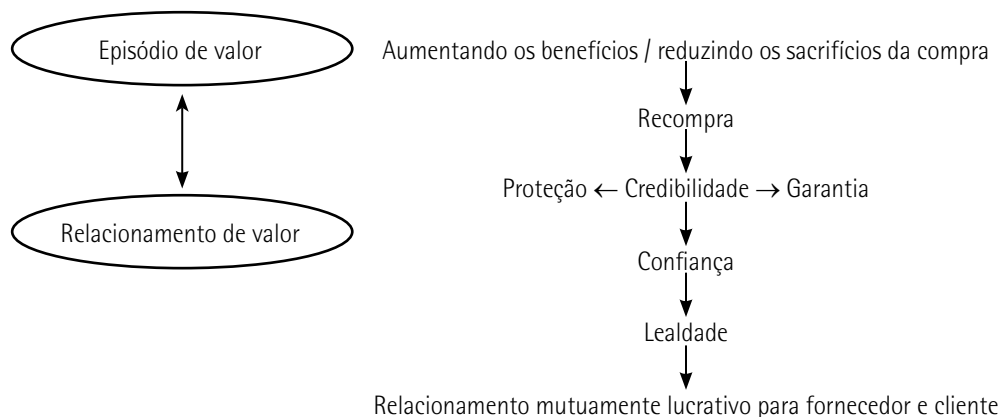 Episódio de valor
Aumentando os benefícios / reduzindo os sacrifícios da compra
Recompra
Proteção ← Credibilidade → Garantia
Relacionamento de valor
Confiança
Lealdade
Relacionamento mutuamente lucrativo para fornecedor e cliente